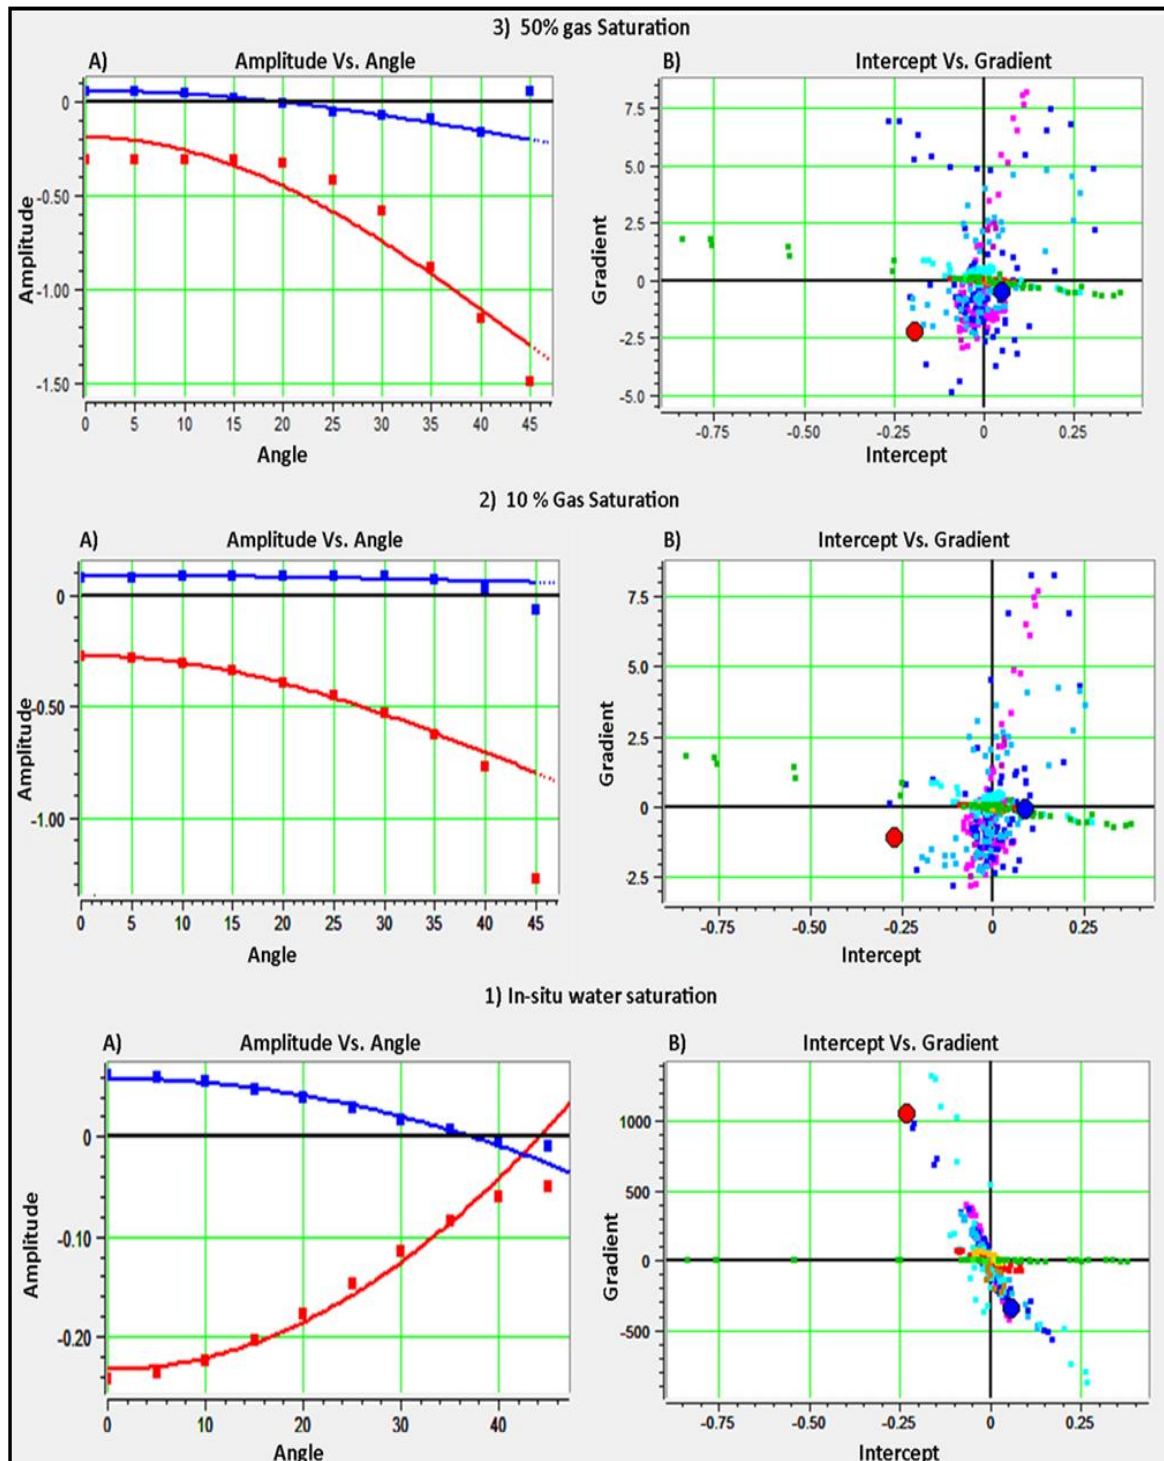 3) 50% gas Saturation
A) Amplitude Vs. Angle
B) Intercept Vs. Gradient
0
-0.50
-1.00
-1.50
Amplitude
0 5 10 15 20 25 30 35 40 45
Angle
7.5
5.0
2.5
0
-2.5
-5.0
Gradient
-0.75 -0.50 -0.25 0 0.25
Intercept
2) 10 % Gas Saturation
A) Amplitude Vs. Angle
B) Intercept Vs. Gradient
0
-0.50
-1.00
Amplitude
0 5 10 15 20 25 30 35 40 45
Angle
7.5
5.0
2.5
0
-2.5
Gradient
-0.75 -0.50 -0.25 0 0.25
Intercept
1) In-situ water saturation
A) Amplitude Vs. Angle
B) Intercept Vs. Gradient
0
-0.10
-0.20
Amplitude
0 10 20 30 40
Angle
1000
500
0
-500
Gradient
-0.75 -0.50 -0.25 0 0.25
Intercept